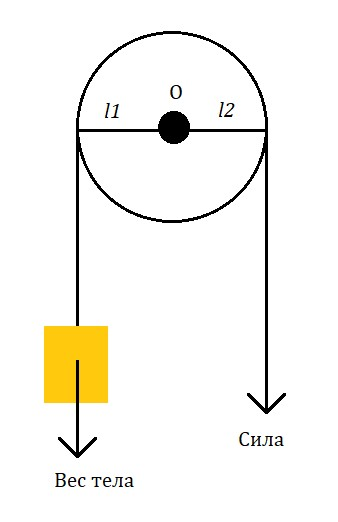 О
l1
l2
Сила
Вес тела